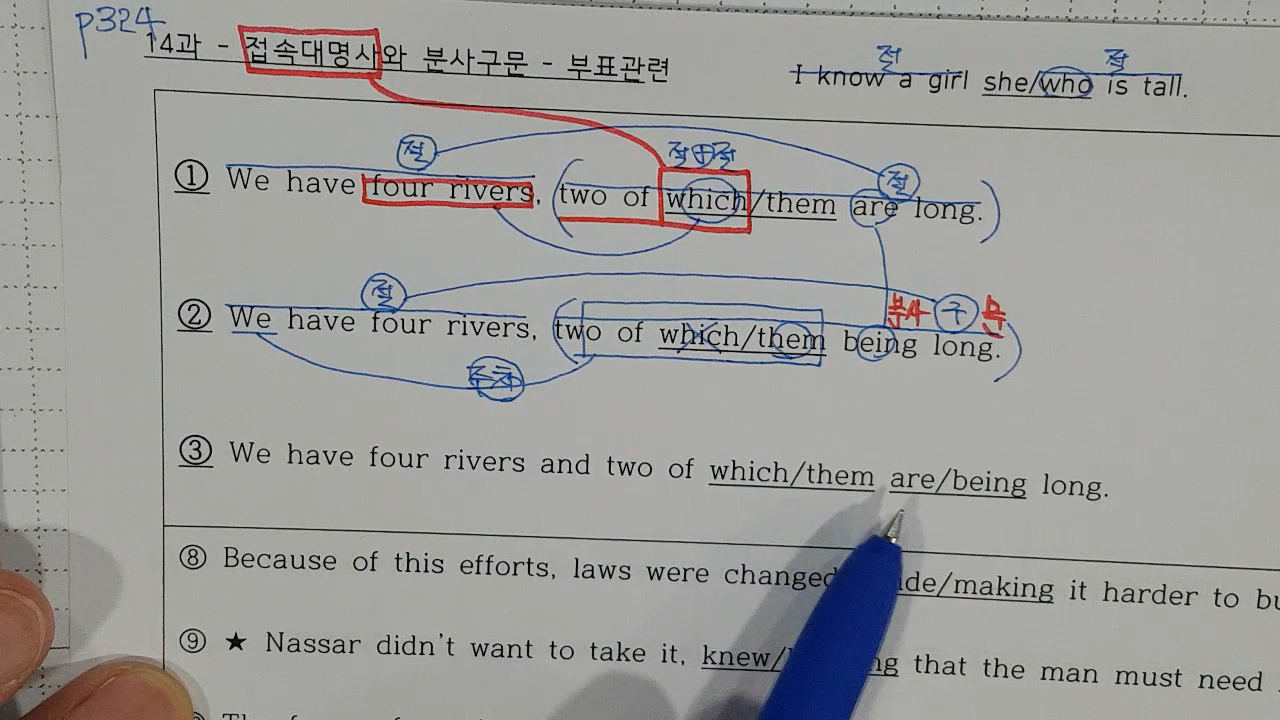 p324
14과 - 접속대명사와 분사구문 - 부표관련
절 절
I know a girl she/who is tall.
절 절+절 절
① We have four rivers, (two of which/them are long.)
절 분사 구 문
② We have four rivers, (two of which/them being long.)
주자
③ We have four rivers and two of which/them are/being long.
⑧ Because of this efforts, laws were changed, de/making it harder to bu
⑨ ★ Nassar didn't want to take it, knew/ ng that the man must need